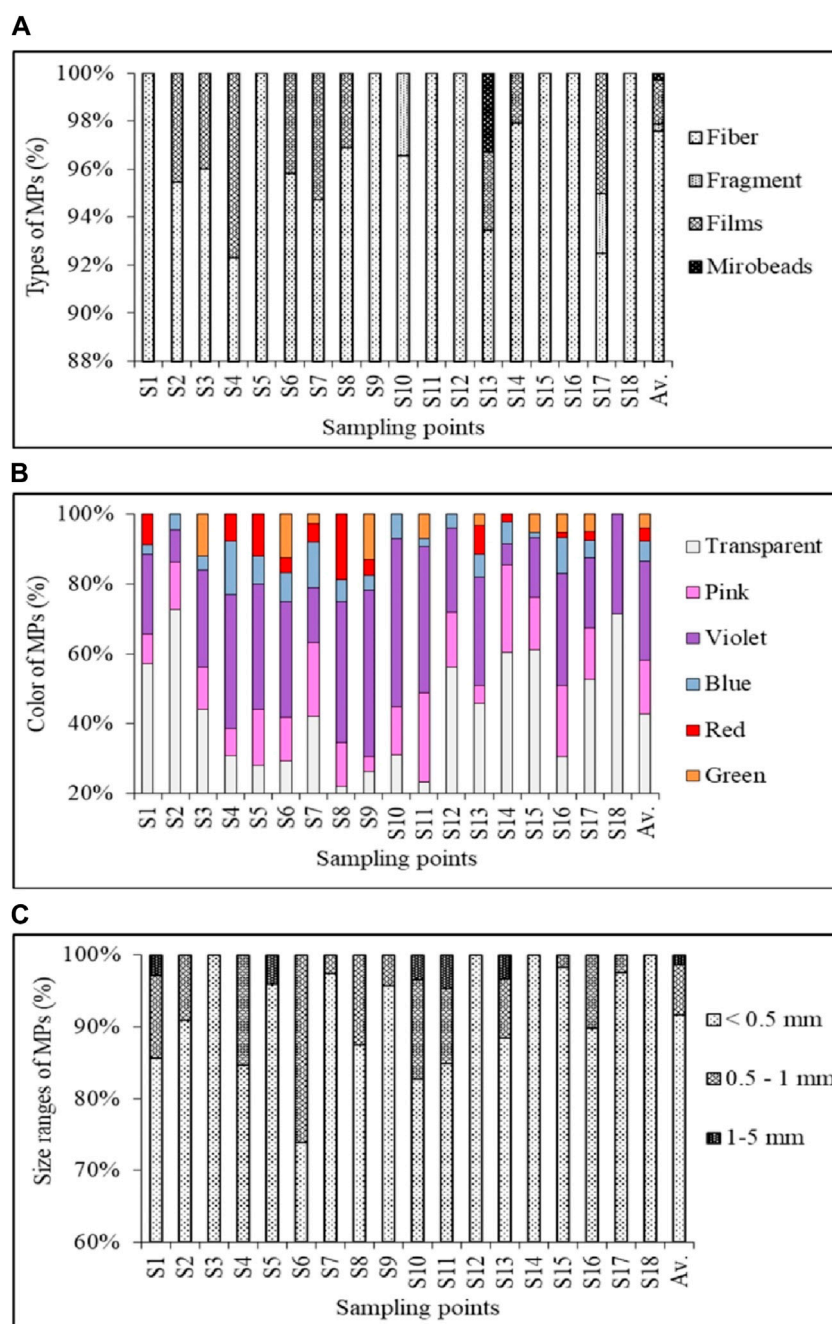 A
100%
98%
96%
94%
92%
90%
88%
Types of MPs (%)
Fiber
Fragment
Films
Mirobeads
S1 S2 S3 S4 S5 S6 S7 S8 S9 S10 S11 S12 S13 S14 S15 S16 S17 S18 Av.
Sampling points
B
100%
80%
60%
40%
20%
Color of MPs (%)
Transparent
Pink
Violet
Blue
Red
Green
S1 S2 S3 S4 S5 S6 S7 S8 S9 S10 S11 S12 S13 S14 S15 S16 S17 S18 Av.
Sampling points
C
100%
90%
80%
70%
60%
Size ranges of MPs (%)
< 0.5 mm
0.5 - 1 mm
1-5 mm
S1 S2 S3 S4 S5 S6 S7 S8 S9 S10 S11 S12 S13 S14 S15 S16 S17 S18 Av.
Sampling points